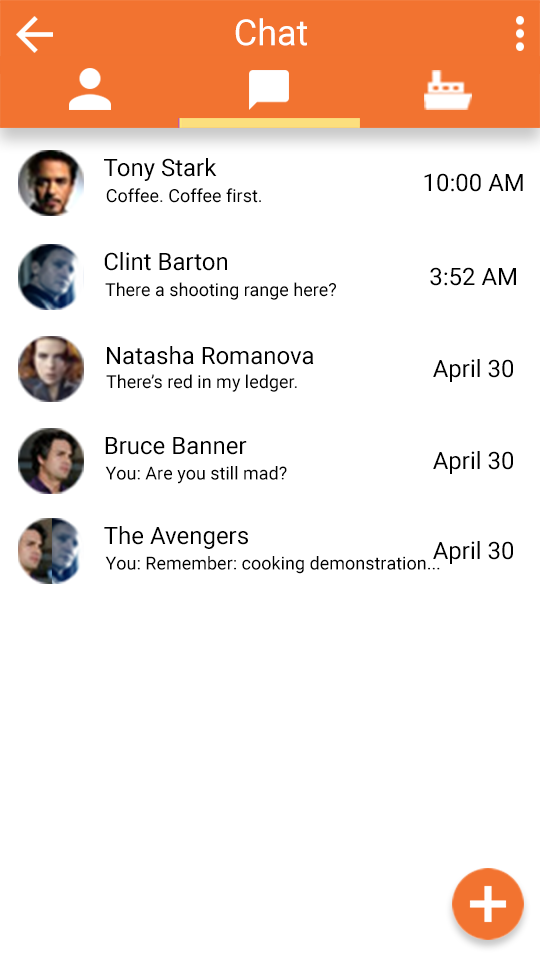 Chat
Tony Stark
Coffee. Coffee first.
10:00 AM
Clint Barton
There a shooting range here?
3:52 AM
Natasha Romanova
There's red in my ledger.
April 30
Bruce Banner
You: Are you still mad?
April 30
The Avengers
You: Remember: cooking demonstration...
April 30